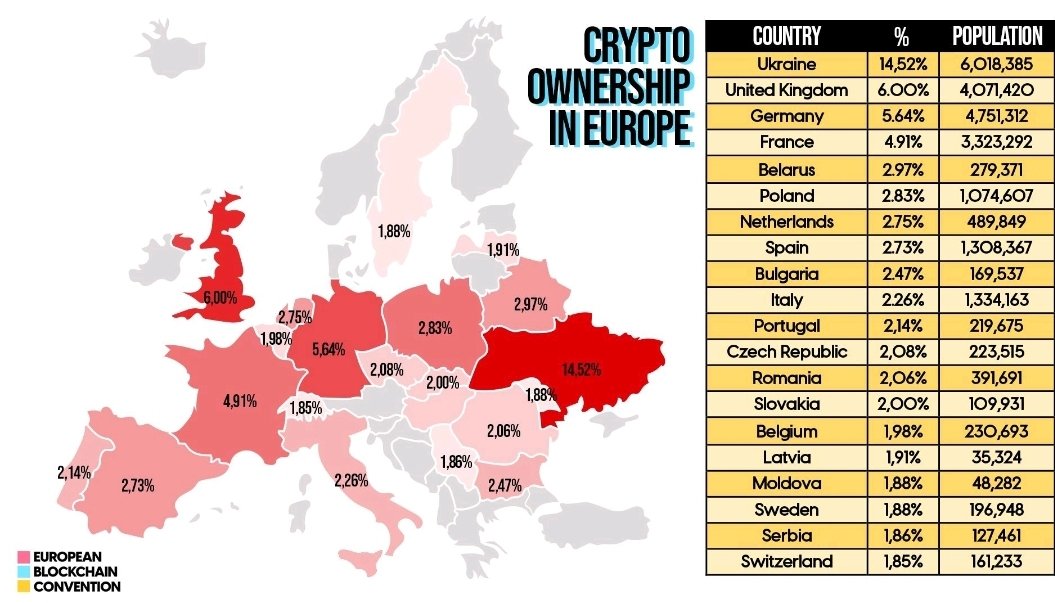 CRYPTO
OWNERSHIP
IN EUROPE
COUNTRY % POPULATION
Ukraine 14,52% 6,018,385
United Kingdom 6.00% 4,071,420
Germany 5.64% 4,751,312
France 4.91% 3,323,292
Belarus 2.97% 279,371
Poland 2.83% 1,074,607
Netherlands 2.75% 489,849
Spain 2.73% 1,308,367
Bulgaria 2.47% 169,537
Italy 2.26% 1,334,163
Portugal 2,14% 219,675
Czech Republic 2,08% 223,515
Romania 2,06% 391,691
Slovakia 2,00% 109,931
Belgium 1,98% 230,693
Latvia 1,91% 35,324
Moldova 1,88% 48,282
Sweden 1,88% 196,948
Serbia 1,86% 127,461
Switzerland 1,85% 161,233
1,88%
1,91%
6,00%
2,97%
2,75%
2,83%
1,98%
5,64%
14,52%
2,08%
2,00%
1,88%
4,91%
1,85%
2,06%
1,86%
2,14%
2,73%
2,26%
2,47%
EUROPEAN
BLOCKCHAIN
CONVENTION